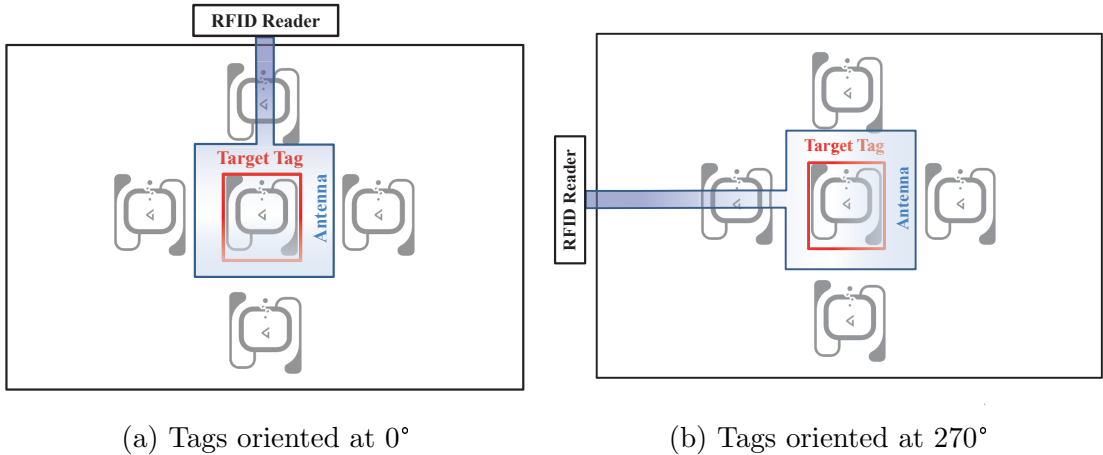 RFID Reader
Target Tag
Antenna
(a) Tags oriented at 0°
RFID Reader
Target Tag
Antenna
(b) Tags oriented at 270°